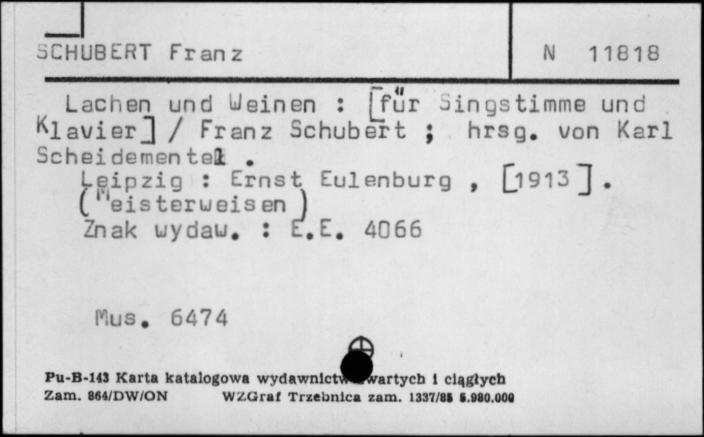 SCHUBERT Franz
N 11818
Lachen und Weinen : [für Singstimme und
Klavier] / Franz Schubert ; hrsg. von Karl
Scheidementel .
Leipzig : Ernst Eulenburg , [1913] .
(Meisterweisen)
Znak wydaw. : E.E. 4066
Mus. 6474
Pu-B-143 Karta katalogowa wydawnictw zwartych i ciągłych
Zam. 864/DW/ON WZGraf Trzebnica zam. 1337/85 5.980.000